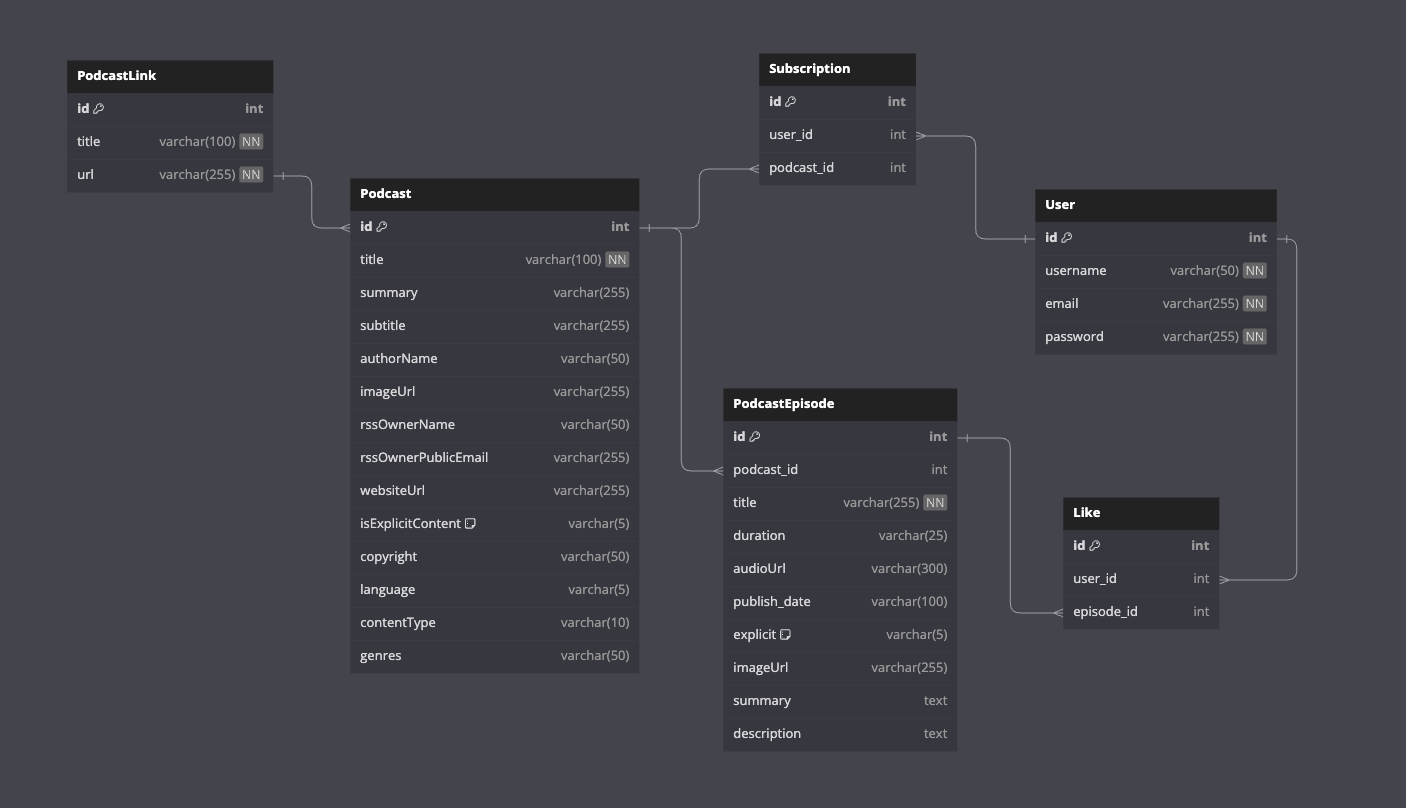 PodcastLink
id int
title varchar(100) NN
url varchar(255) NN
Podcast
id int
title varchar(100) NN
summary varchar(255)
subtitle varchar(255)
authorName varchar(50)
imageUrl varchar(255)
rssOwnerName varchar(50)
rssOwnerPublicEmail varchar(255)
websiteUrl varchar(255)
isExplicitContent varchar(5)
copyright varchar(50)
language varchar(5)
contentType varchar(10)
genres varchar(50)
Subscription
id int
user_id int
podcast_id int
User
id int
username varchar(50) NN
email varchar(255) NN
password varchar(255) NN
PodcastEpisode
id int
podcast_id int
title varchar(255) NN
duration varchar(25)
audioUrl varchar(300)
publish_date varchar(100)
explicit varchar(5)
imageUrl varchar(255)
summary text
description text
Like
id int
user_id int
episode_id int